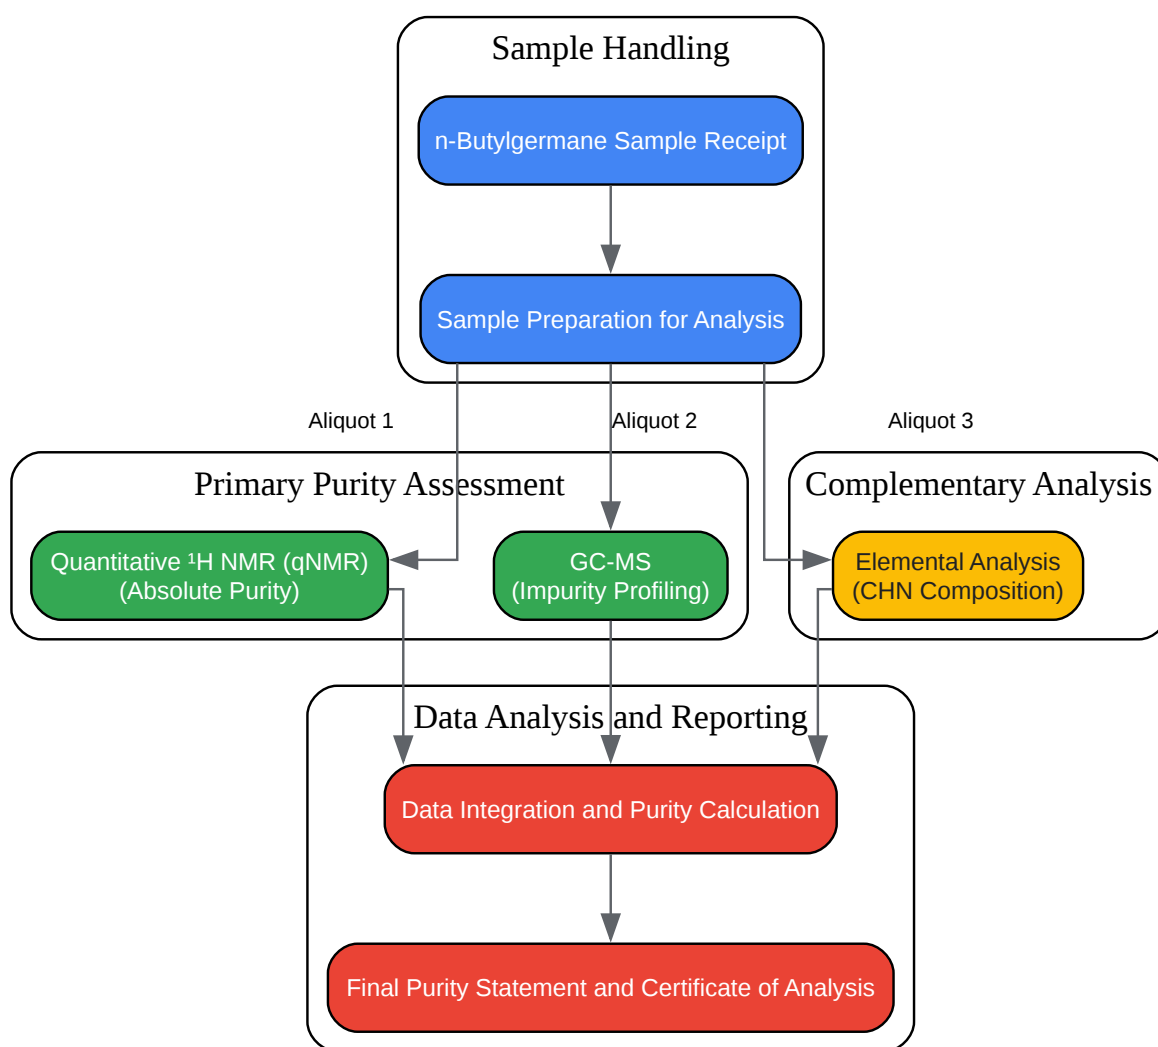 Sample Handling
n-Butylgermane Sample Receipt
Sample Preparation for Analysis
Aliquot 1
Aliquot 2
Aliquot 3
Primary Purity Assessment
Complementary Analysis
Quantitative ¹H NMR (qNMR)
(Absolute Purity)
GC-MS
(Impurity Profiling)
Elemental Analysis
(CHN Composition)
Data Analysis and Reporting
Data Integration and Purity Calculation
Final Purity Statement and Certificate of Analysis